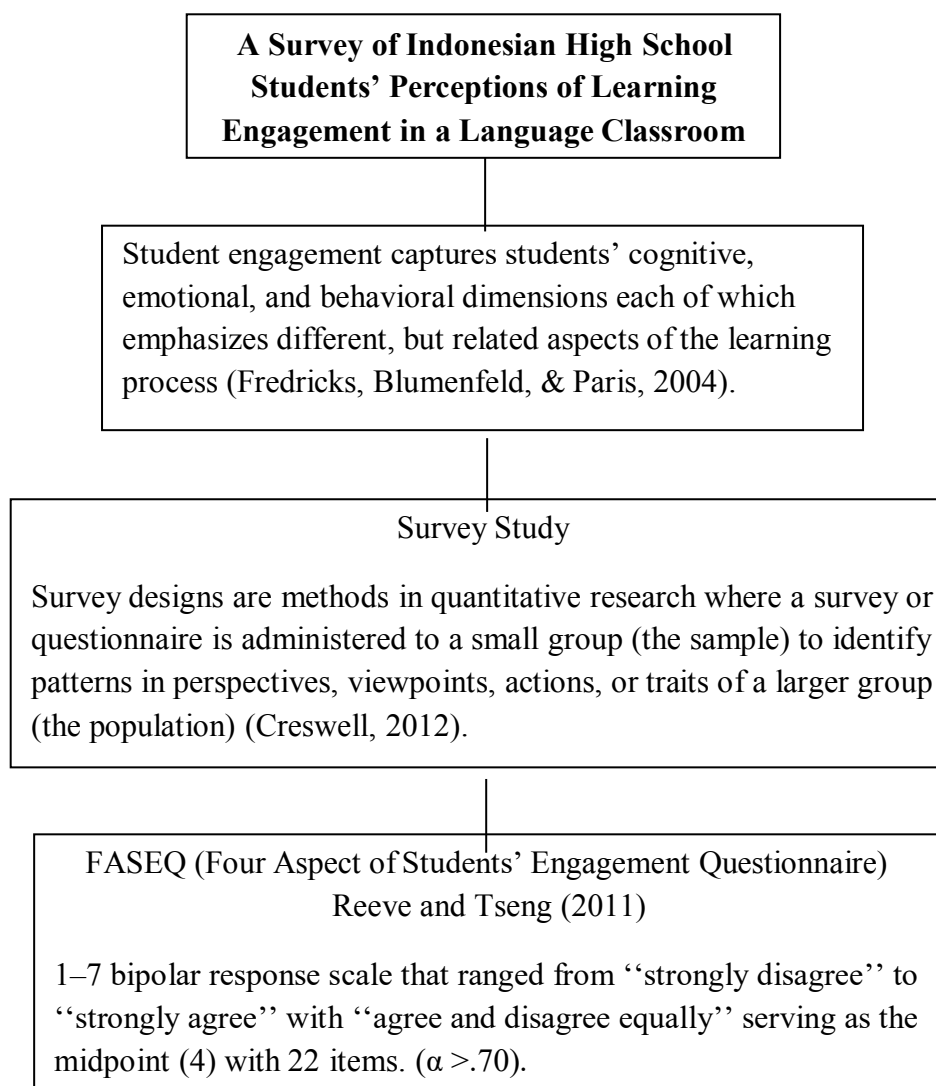 A Survey of Indonesian High School
Students’ Perceptions of Learning
Engagement in a Language Classroom
Student engagement captures students’ cognitive,
emotional, and behavioral dimensions each of which
emphasizes different, but related aspects of the learning
process (Fredricks, Blumenfeld, & Paris, 2004).
Survey Study
Survey designs are methods in quantitative research where a survey or
questionnaire is administered to a small group (the sample) to identify
patterns in perspectives, viewpoints, actions, or traits of a larger group
(the population) (Creswell, 2012).
FASEQ (Four Aspect of Students’ Engagement Questionnaire)
Reeve and Tseng (2011)
1–7 bipolar response scale that ranged from ‘‘strongly disagree’’ to
‘‘strongly agree’’ with ‘‘agree and disagree equally’’ serving as the
midpoint (4) with 22 items. (α >.70).